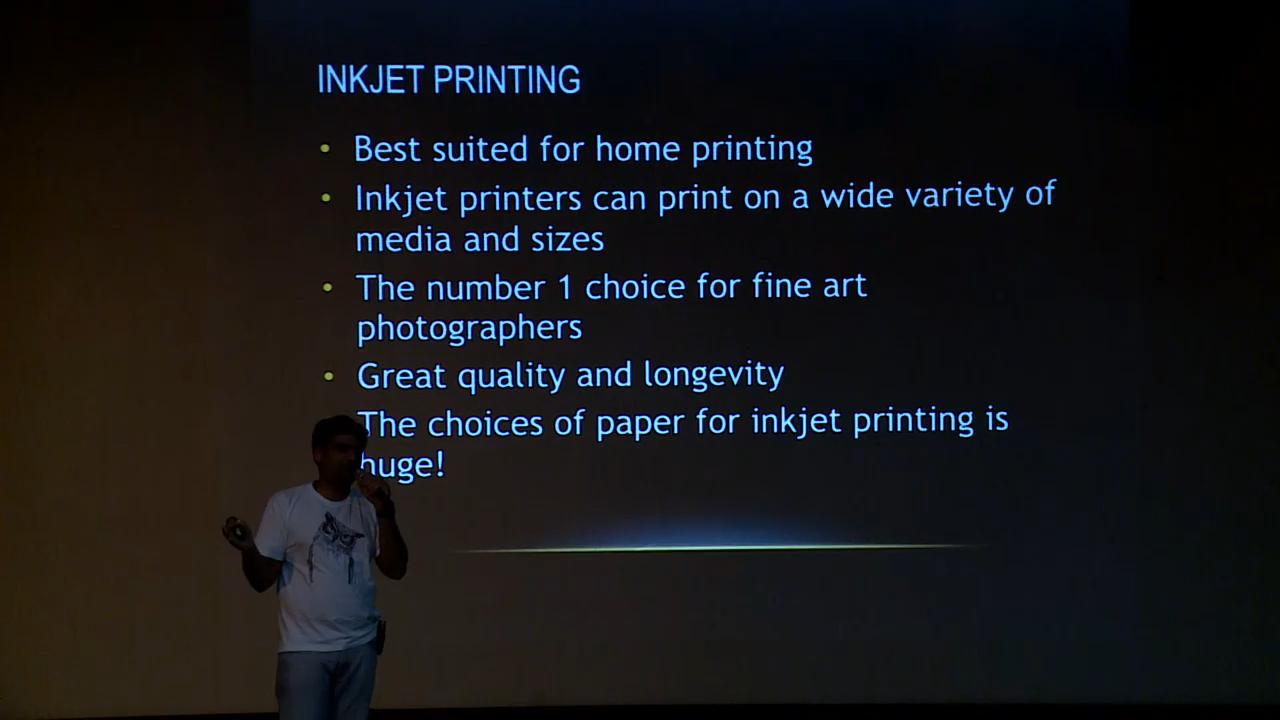 INKJET PRINTING
• Best suited for home printing
• Inkjet printers can print on a wide variety of
media and sizes
• The number 1 choice for fine art
photographers
• Great quality and longevity
The choices of paper for inkjet printing is
huge!